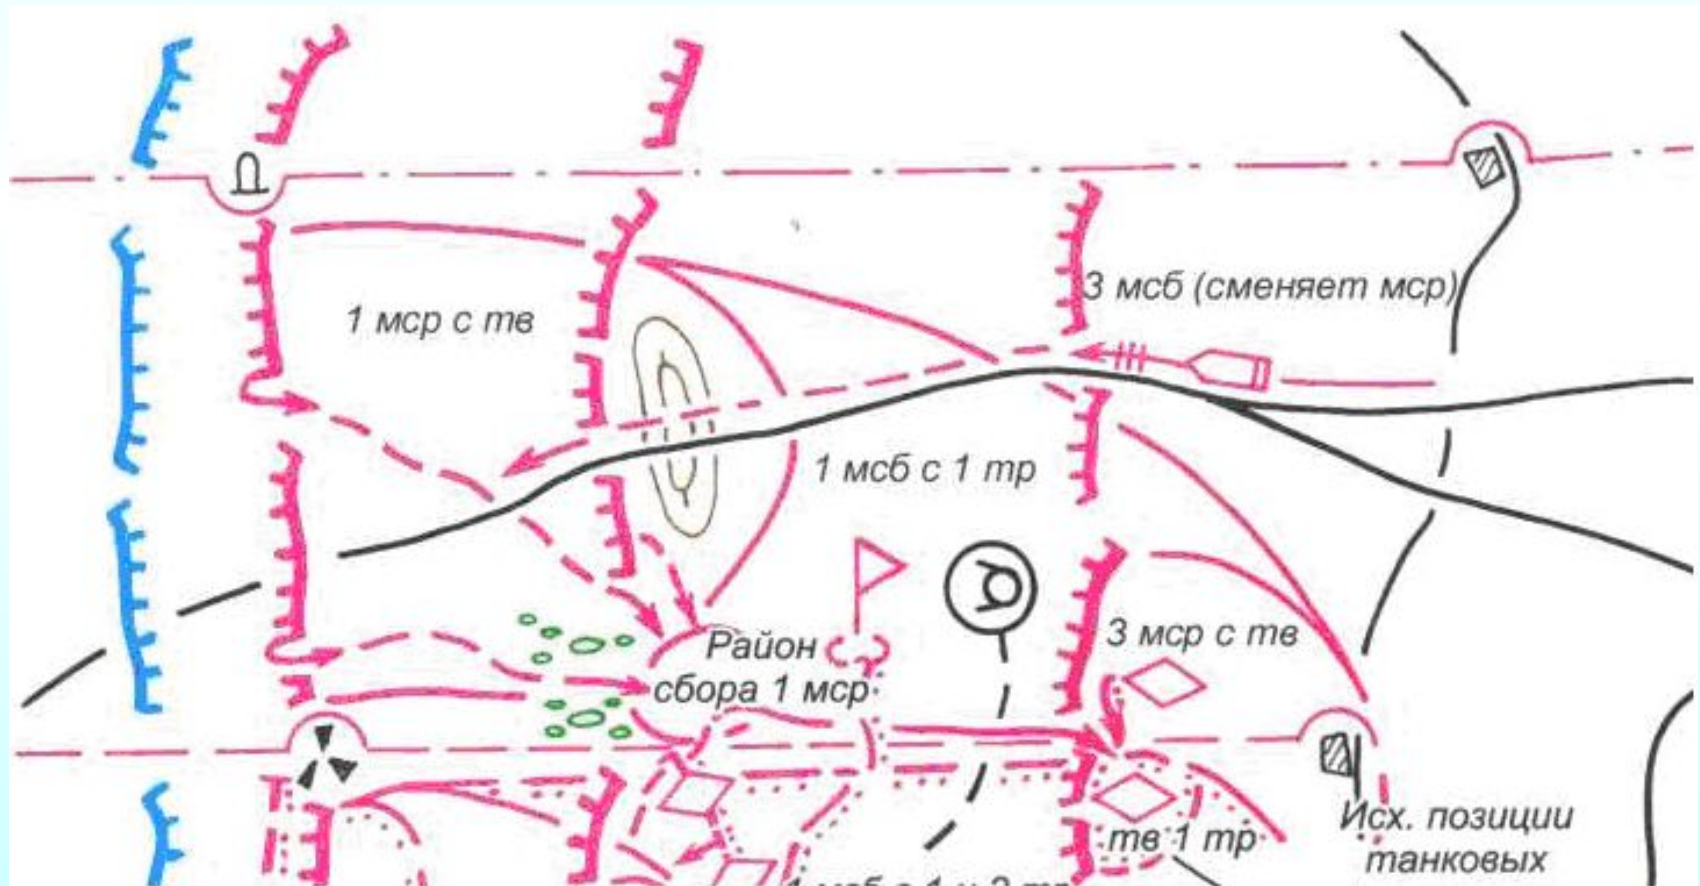 3 мсб (сменяет мср)
1 мср с тв
1 мсб с 1 тр
3 мср с тв
Район
сбора 1 мср
Исх. позиции
танковых
тв 1 тр